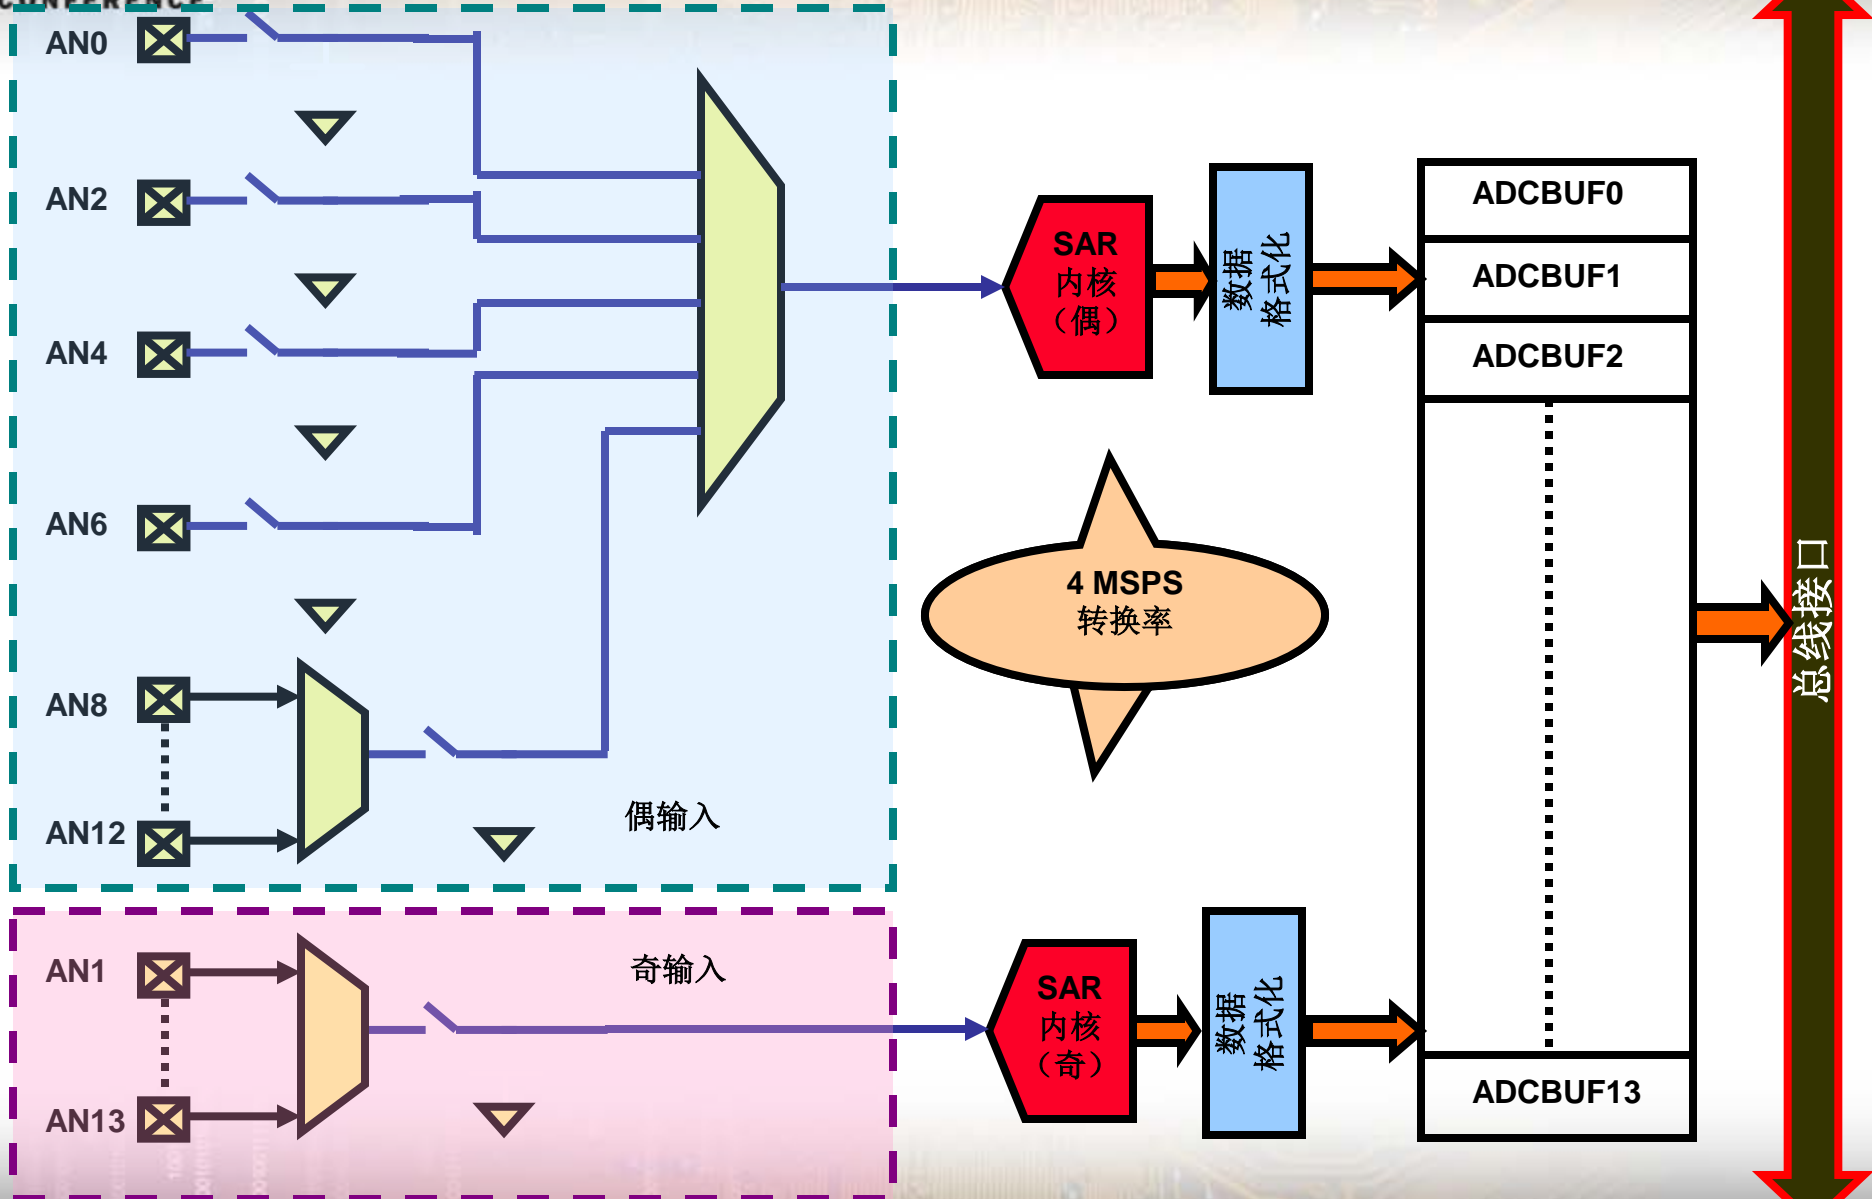 CONFERENCE
AN0
AN2
AN4
AN6
AN8
AN12
偶输入
AN1
奇输入
AN13
SAR
内核
（偶）
数据
格式化
4 MSPS
转换率
SAR
内核
（奇）
数据
格式化
ADCBUF0
ADCBUF1
ADCBUF2
ADCBUF13
总线接口